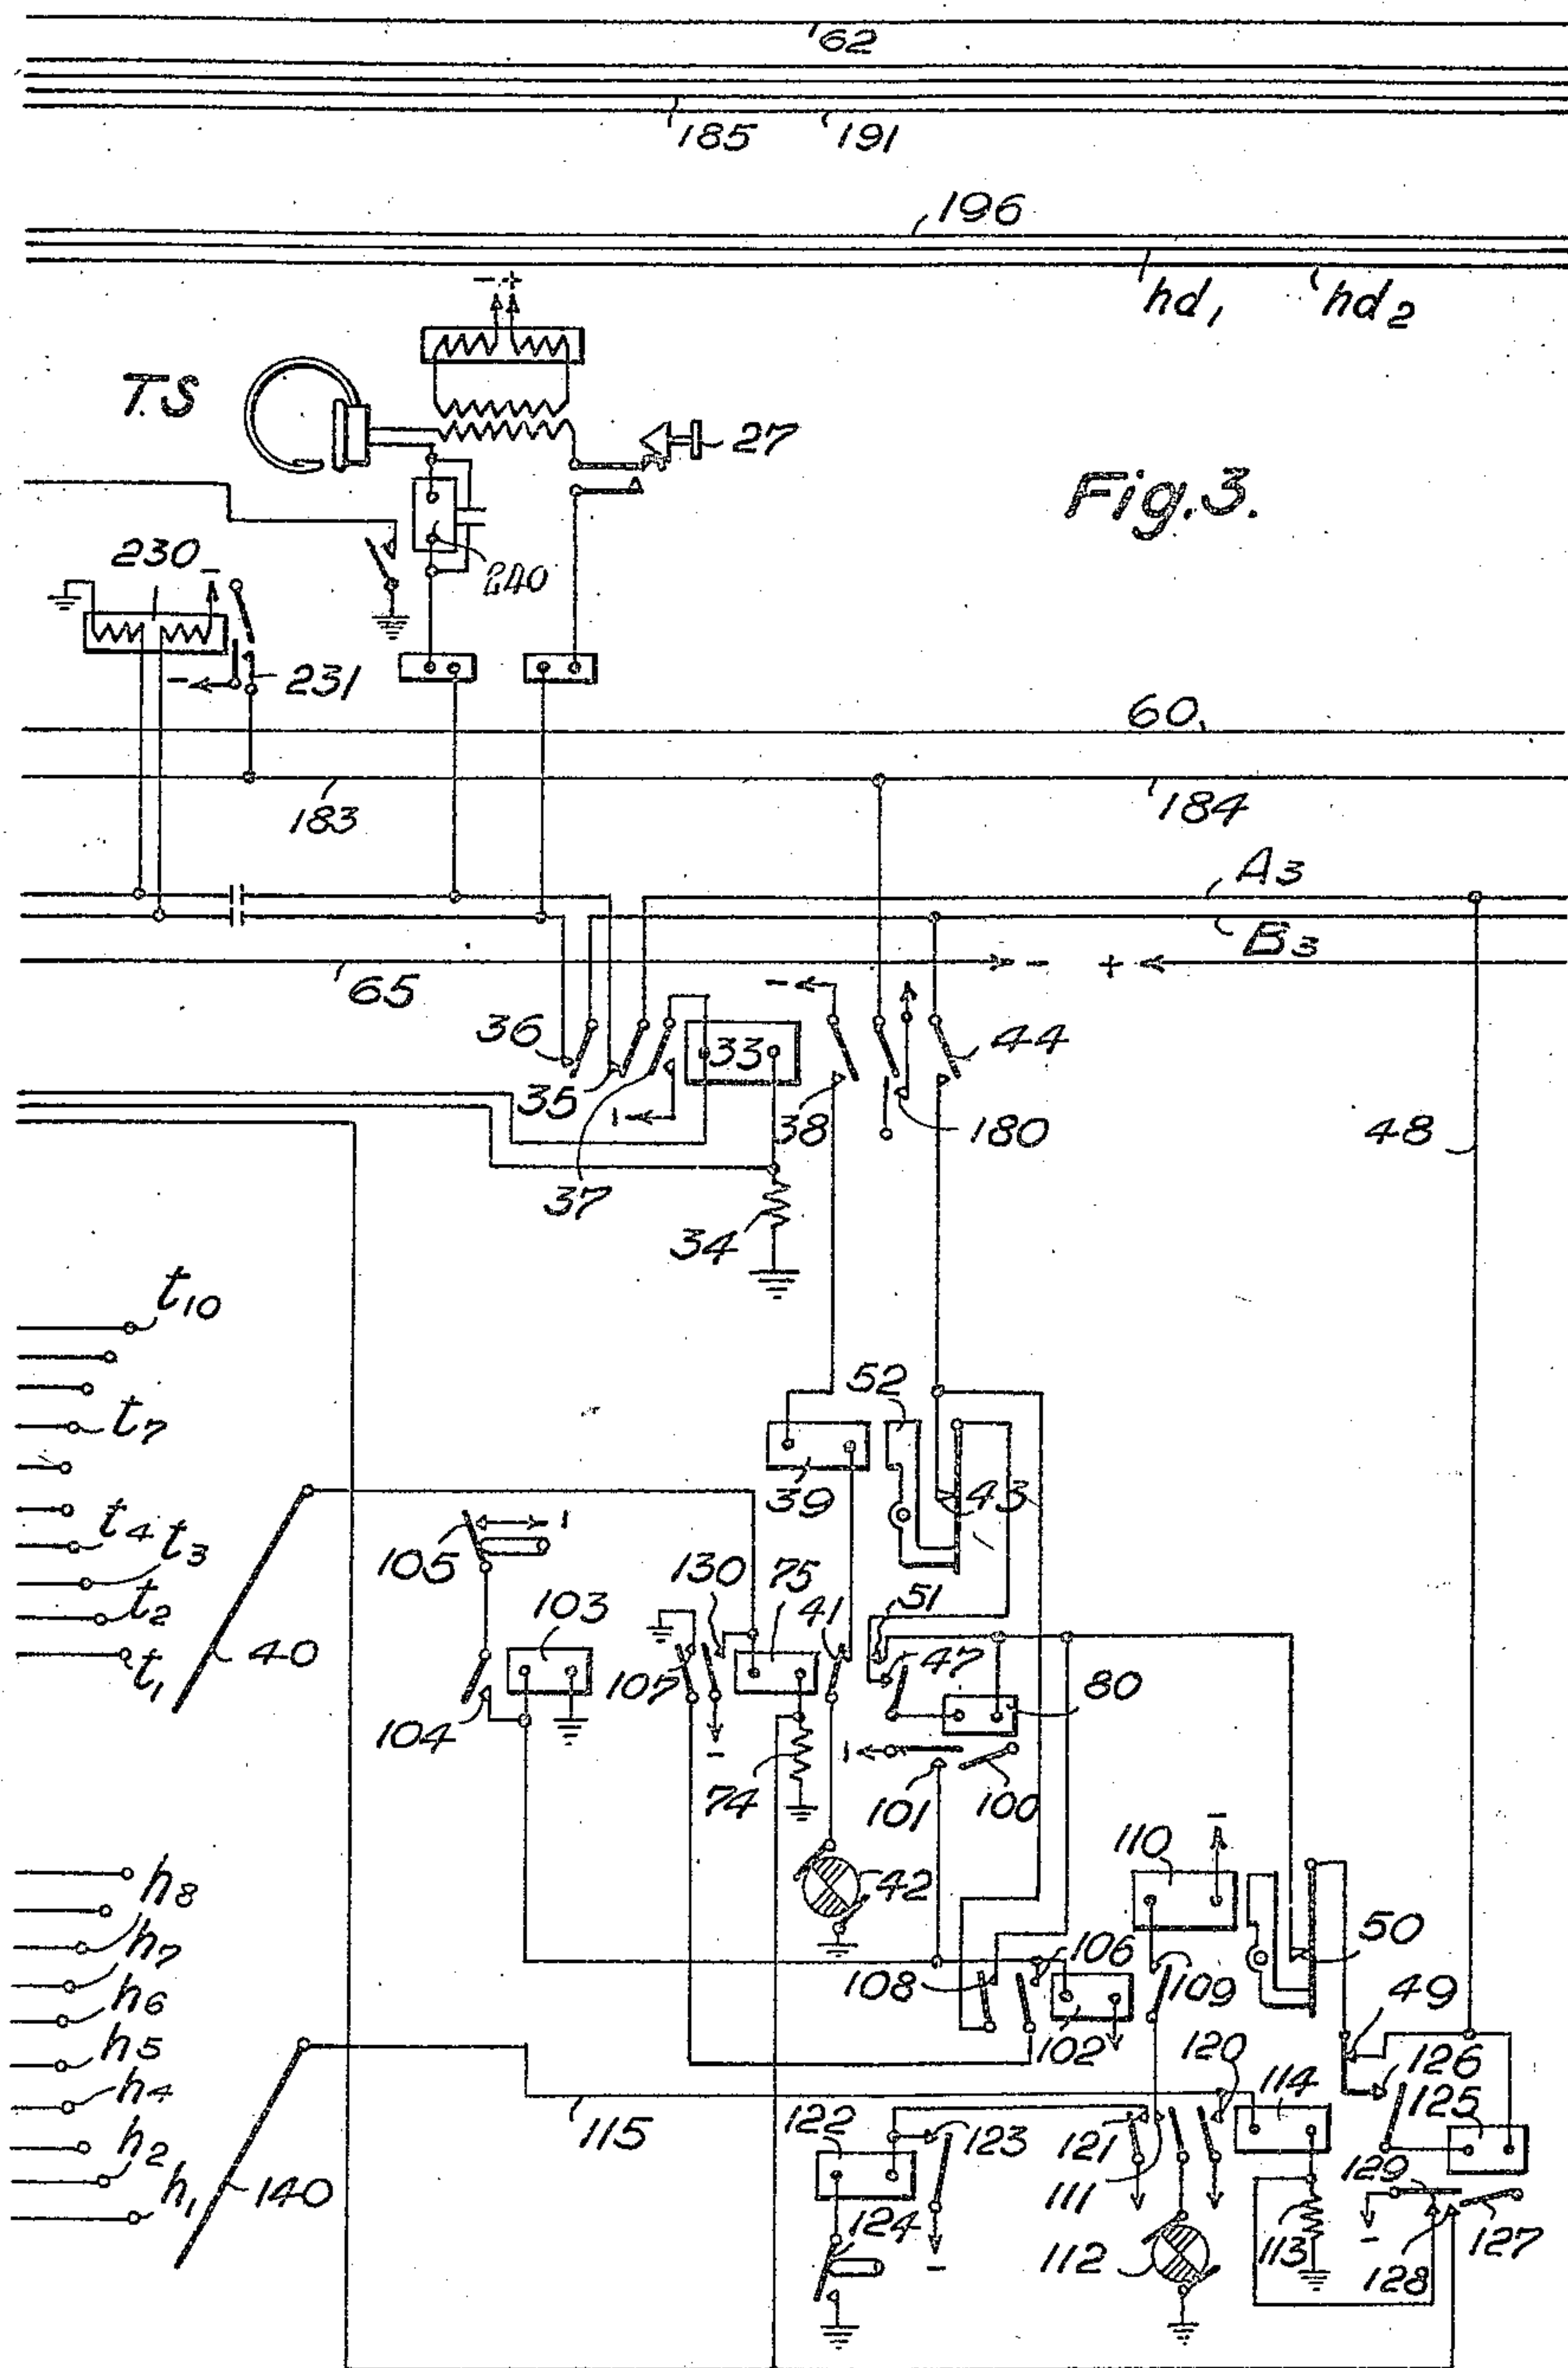 62
185 191
196
hd1 hd2
- +
T.S
27
Fig. 3.
230 -
240
- 231
60
183 184
A3
B3
65 - +
36 - 44
33
35 38 180 48
37
34
t10
52
t7
39 43
t4 t3 105 130 75
t2 103 41 51
t1 40 107 47 80
104 - 74
101 100
110 -
h8 42
h7 106 50
h6 108 109 49
h5 102 120 126
h4 115 122 114 125
h2 123 121 129
h1 140 111
124 - 112 113 - 128 127